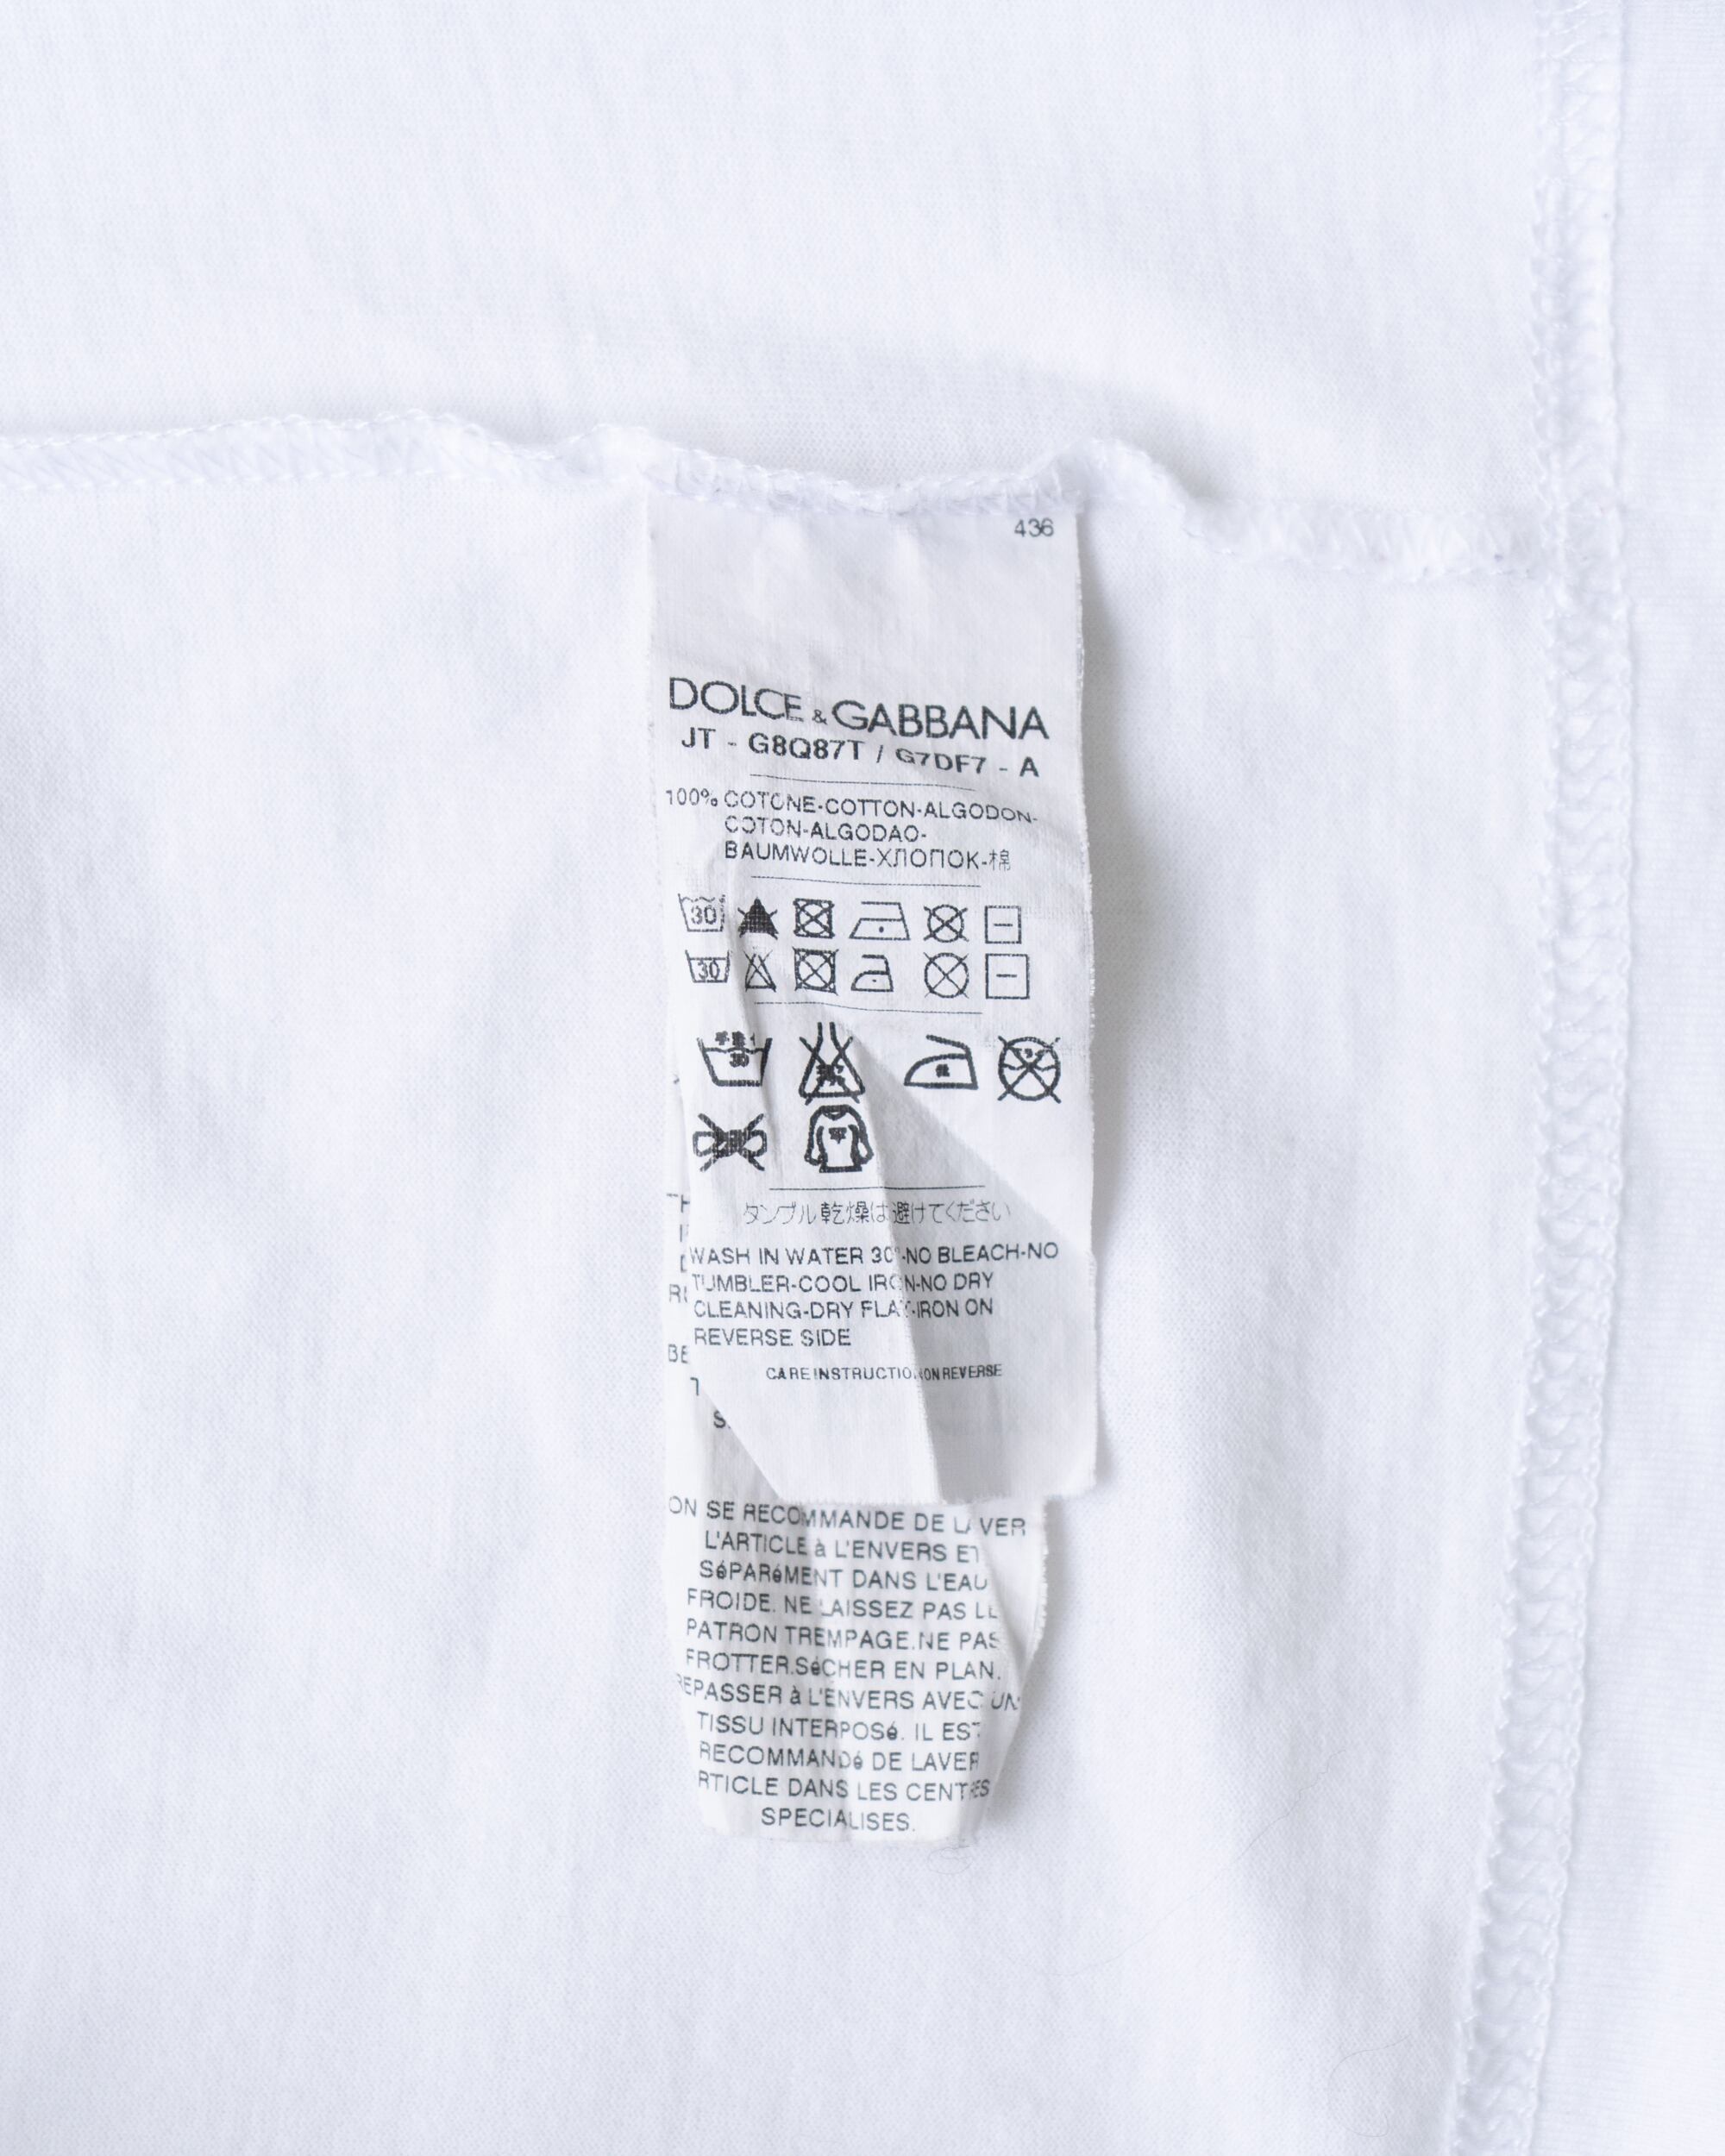 436
DOLCE & GABBANA
JT - G8Q87T / G7DF7 - A
100% COTONE-COTTON-ALGODON-
COTON-ALGODAO-
BAUMWOLLE-ХЛОПОК-棉
30
30
30
タンブル乾燥は避けてください
WASH IN WATER 30°-NO BLEACH-NO
TUMBLER-COOL IRON-NO DRY
CLEANING-DRY FLAT-IRON ON
REVERSE SIDE
CARE INSTRUCTION ON REVERSE
ON SE RECOMMANDE DE LAVER
L'ARTICLE à L'ENVERS ET
SéPARéMENT DANS L'EAU
FROIDE. NE LAISSEZ PAS LE
PATRON TREMPAGE.NE PAS
FROTTER.SéCHER EN PLAN.
REPASSER à L'ENVERS AVEC UN
TISSU INTERPOSé. IL EST
RECOMMANDé DE LAVER
RTICLE DANS LES CENTRES
SPECIALISES.